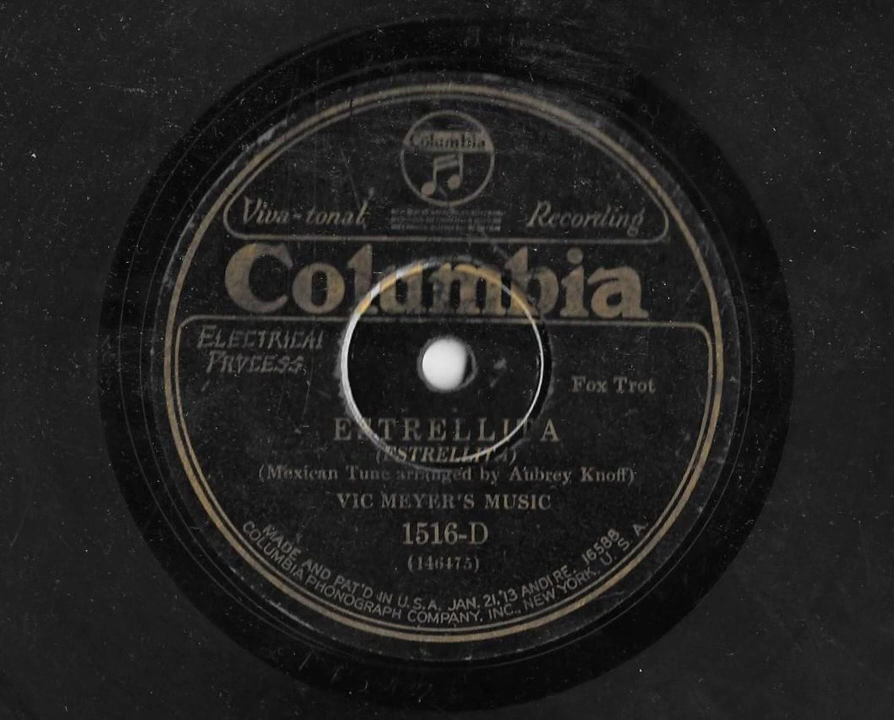 Columbia
Viva-tonal Recording
Columbia
ELECTRICAL
PROCESS
Fox Trot
ESTRELLITA
(ESTRELLITA)
(Mexican Tune arranged by Aubrey Knoff)
VIC MEYER'S MUSIC
1516-D
(146475)
MADE AND PAT'D IN U.S.A. JAN. 21, '13 AND RE. 16588
COLUMBIA PHONOGRAPH COMPANY, INC., NEW YORK, U. S. A.